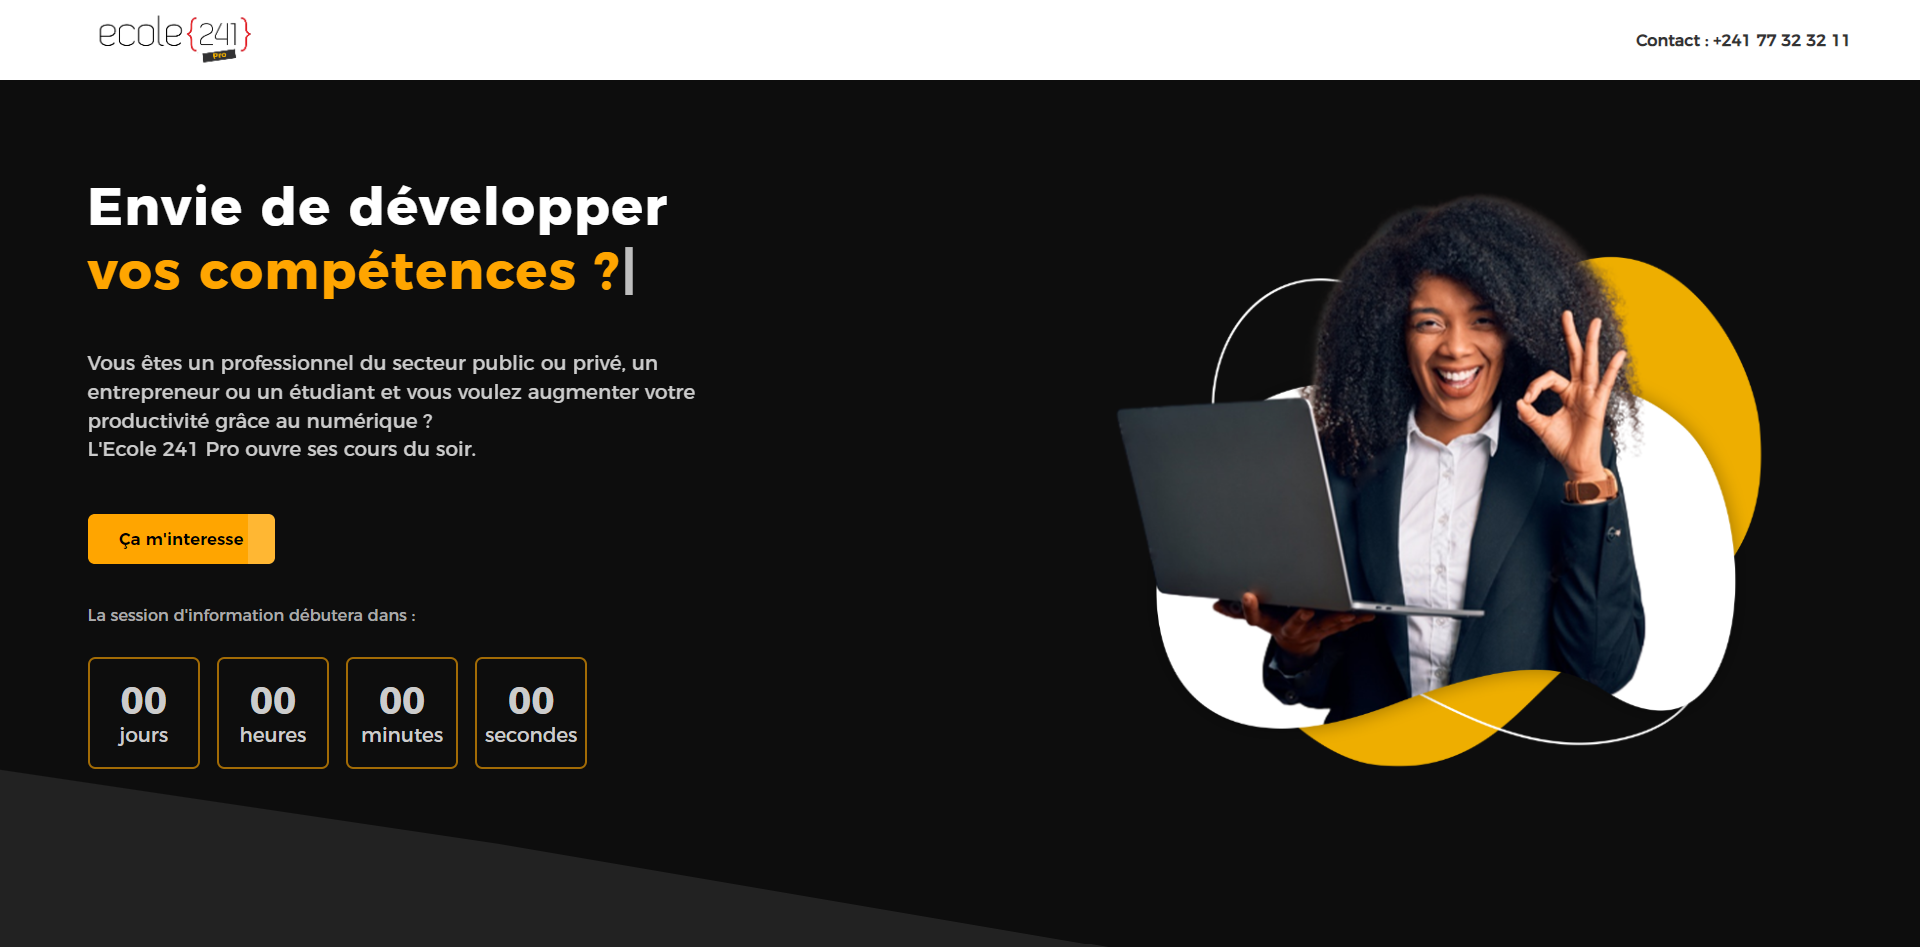 ecole{241}
Pro
Contact : +241 77 32 32 11
Envie de développer
vos compétences ?
Vous êtes un professionnel du secteur public ou privé, un
entrepreneur ou un étudiant et vous voulez augmenter votre
productivité grâce au numérique ?
L'Ecole 241 Pro ouvre ses cours du soir.
Ça m'interesse
La session d'information débutera dans :
00 00 00 00
jours heures minutes secondes